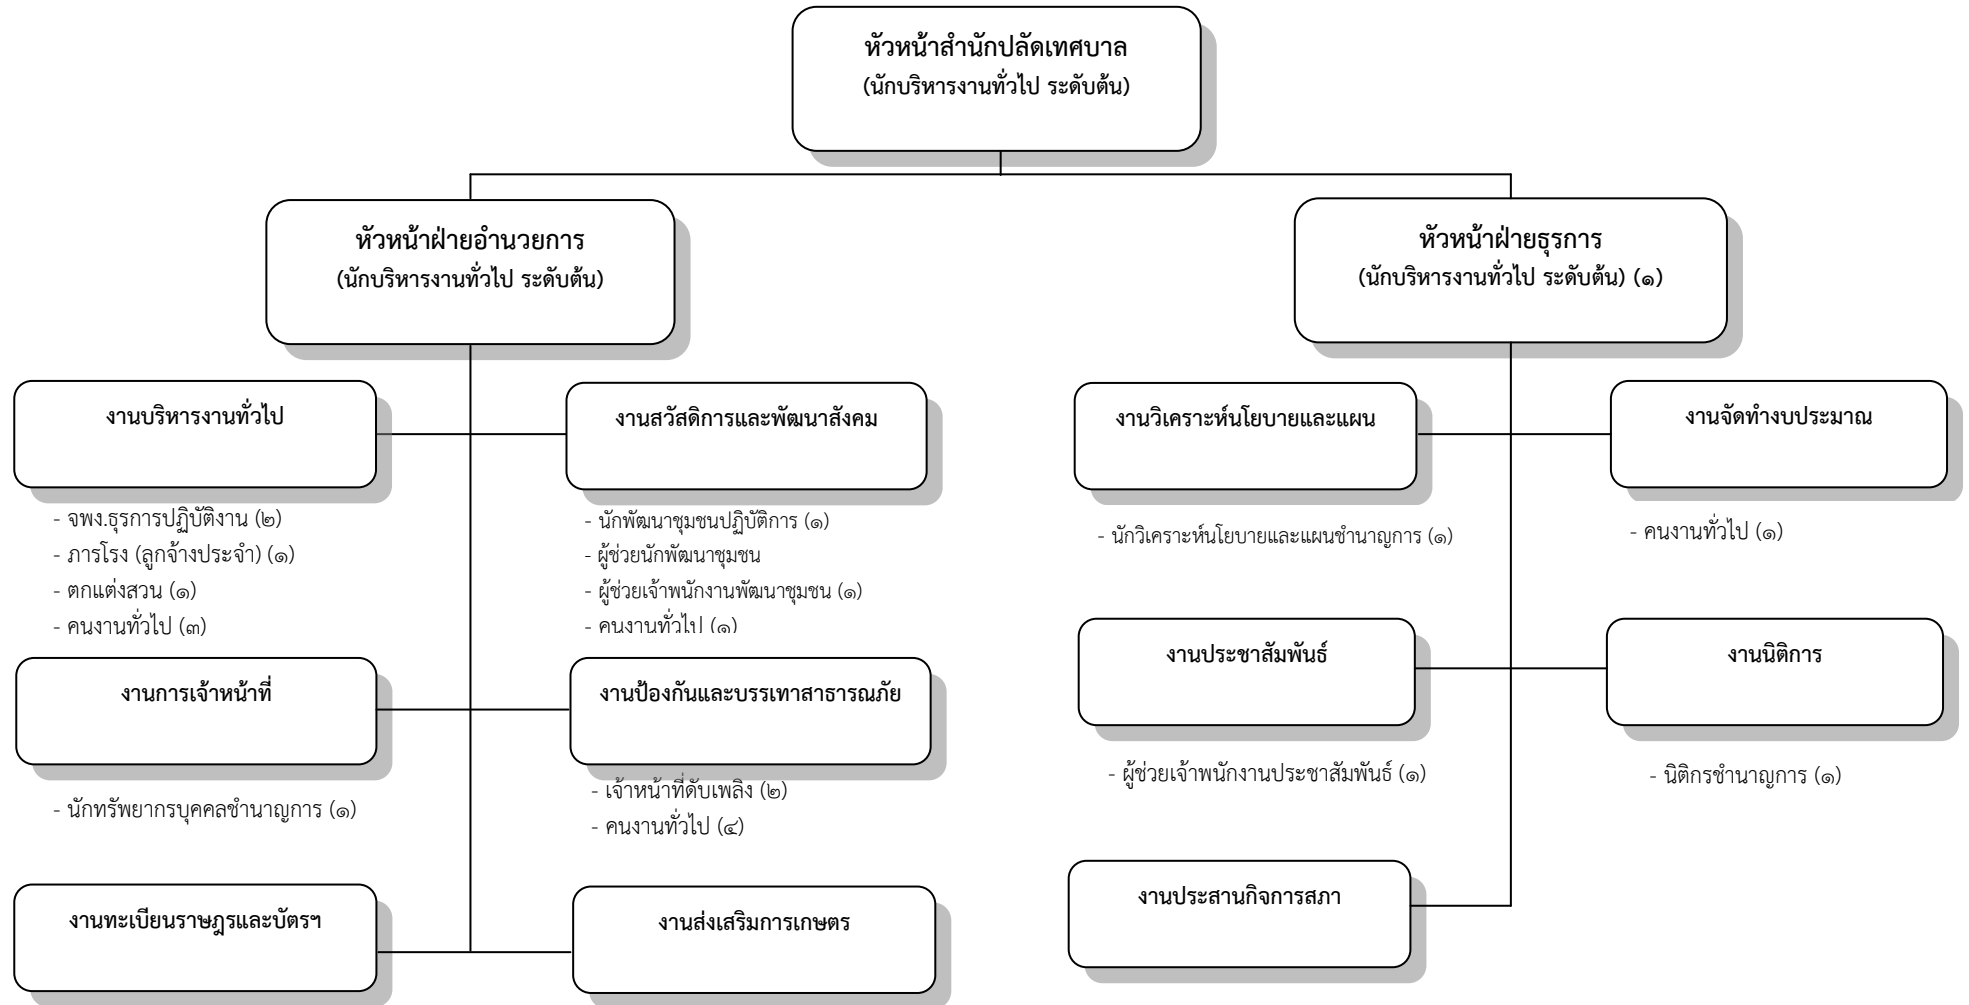 หัวหน้าสำนักปลัดเทศบาล
(นักบริหารงานทั่วไป ระดับต้น)
หัวหน้าฝ่ายอำนวยการ
(นักบริหารงานทั่วไป ระดับต้น)
หัวหน้าฝ่ายธุรการ
(นักบริหารงานทั่วไป ระดับต้น) (๑)
งานบริหารงานทั่วไป
- จพง.ธุรการปฏิบัติงาน (๒)
- ภารโรง (ลูกจ้างประจำ) (๑)
- ตกแต่งสวน (๑)
- คนงานทั่วไป (๓)
งานสวัสดิการและพัฒนาสังคม
- นักพัฒนาชุมชนปฏิบัติการ (๑)
- ผู้ช่วยนักพัฒนาชุมชน
- ผู้ช่วยเจ้าพนักงานพัฒนาชุมชน (๑)
- คนงานทั่วไป (๑)
งานวิเคราะห์นโยบายและแผน
- นักวิเคราะห์นโยบายและแผนชำนาญการ (๑)
งานจัดทำงบประมาณ
- คนงานทั่วไป (๑)
งานการเจ้าหน้าที่
- นักทรัพยากรบุคคลชำนาญการ (๑)
งานป้องกันและบรรเทาสาธารณภัย
- เจ้าหน้าที่ดับเพลิง (๒)
- คนงานทั่วไป (๔)
งานประชาสัมพันธ์
- ผู้ช่วยเจ้าพนักงานประชาสัมพันธ์ (๑)
งานนิติการ
- นิติกรชำนาญการ (๑)
งานทะเบียนราษฎรและบัตรฯ
งานส่งเสริมการเกษตร
งานประสานกิจการสภา